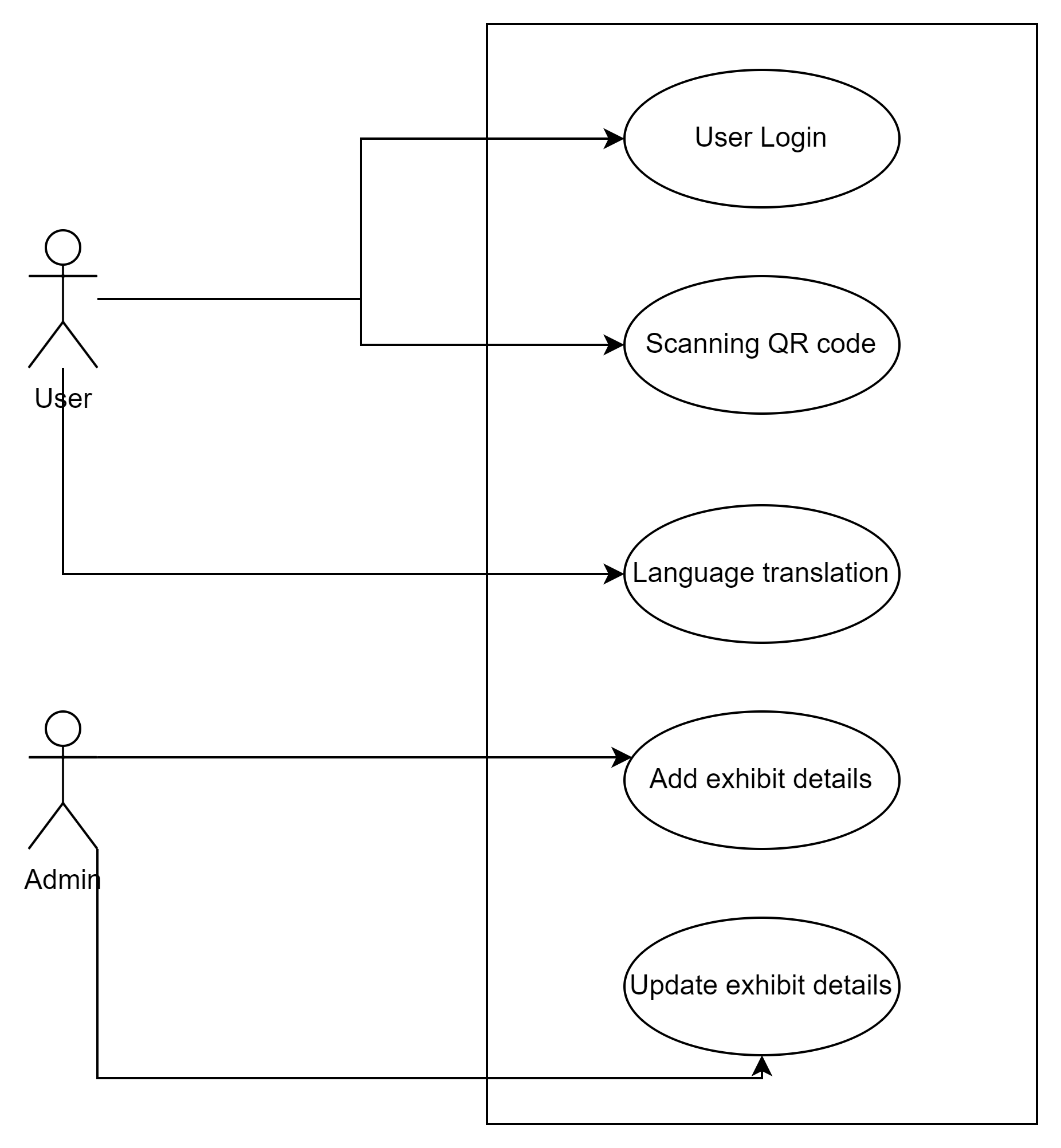 User Login
Scanning QR code
User
Language translation
Add exhibit details
Admin
Update exhibit details